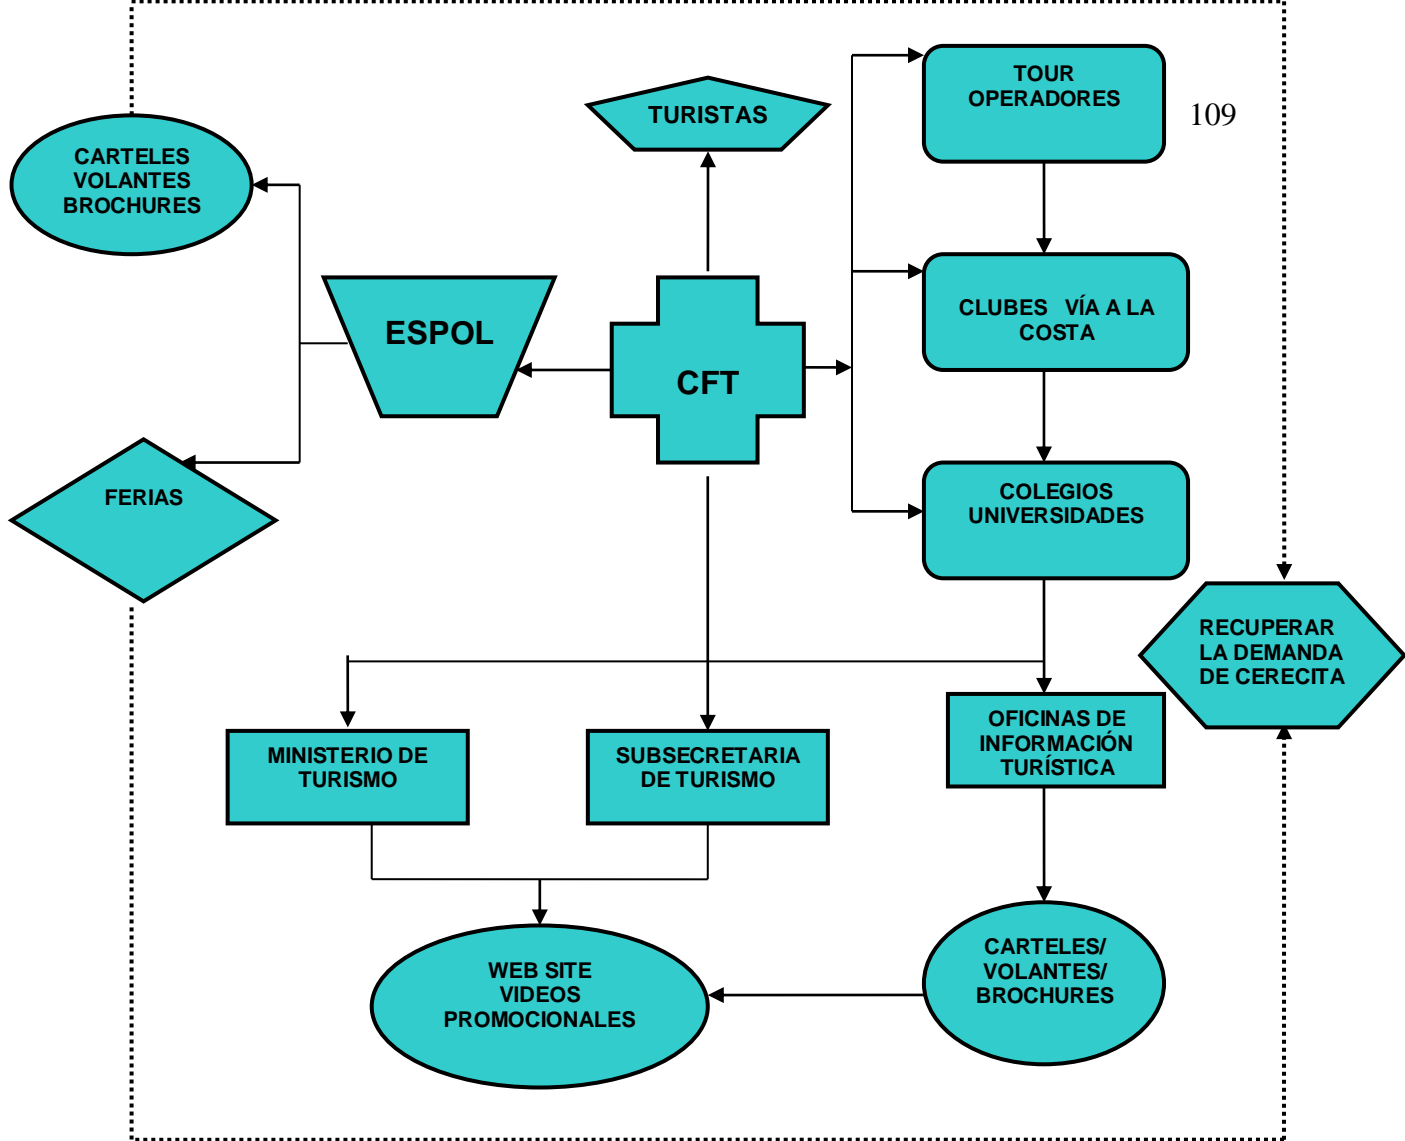 TOUR
OPERADORES
109
TURISTAS
CARTELES
VOLANTES
BROCHURES
ESPOL
CLUBES VÍA A LA
COSTA
CFT
FERIAS
COLEGIOS
UNIVERSIDADES
RECUPERAR
LA DEMANDA
DE CERECITA
MINISTERIO DE
TURISMO
SUBSECRETARIA
DE TURISMO
OFICINAS DE
INFORMACIÓN
TURÍSTICA
WEB SITE
VIDEOS
PROMOCIONALES
CARTELES/
VOLANTES/
BROCHURES